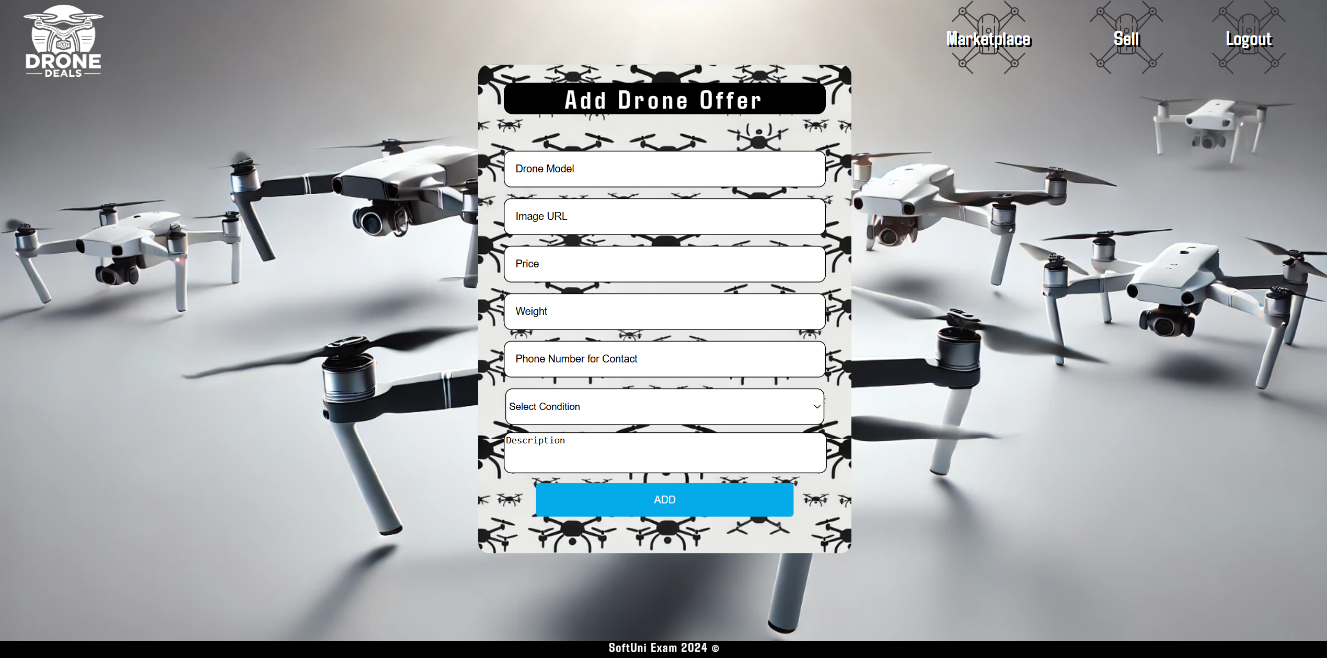 DRONE
DEALS
Marketplace
Sell
Logout
Add Drone Offer
Drone Model
Image URL
Price
Weight
Phone Number for Contact
Select Condition
Description
ADD
SoftUni Exam 2024 ©